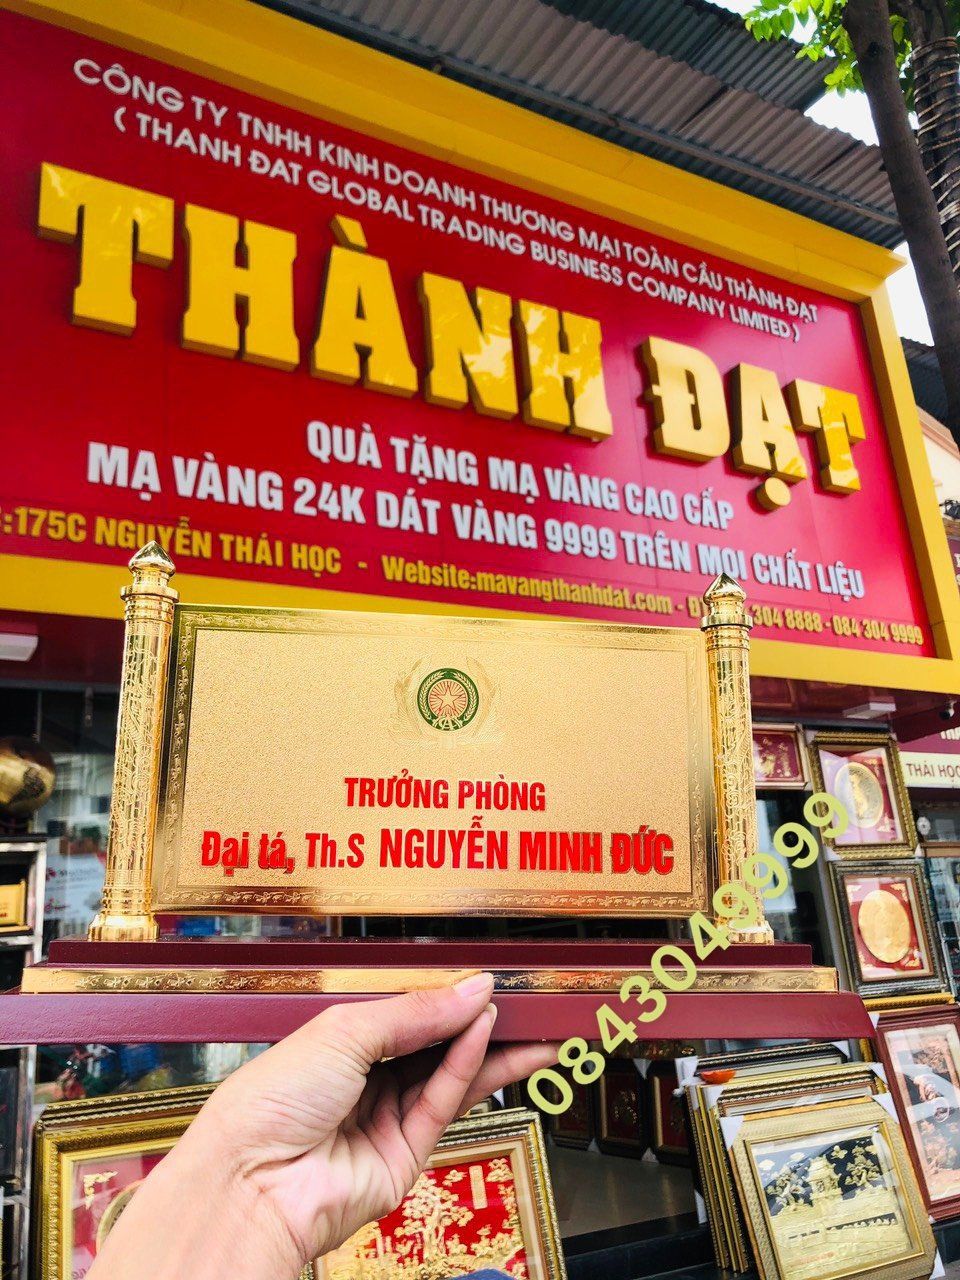 CÔNG TY TNHH KINH DOANH THƯƠNG MẠI TOÀN CẦU THÀNH ĐẠT
( THANH ĐẠT GLOBAL TRADING BUSINESS COMPANY LIMITED )
THÀNH ĐẠT
QUÀ TẶNG MẠ VÀNG CAO CẤP
MẠ VÀNG 24K DÁT VÀNG 9999 TRÊN MỌI CHẤT LIỆU
:175C NGUYỄN THÁI HỌC - Website:mavangthanhdat.com - 304 8888 - 084 304 9999
THÁI HỌC
TRƯỞNG PHÒNG
Đại tá, Th.S NGUYỄN MINH ĐỨC
0843049999